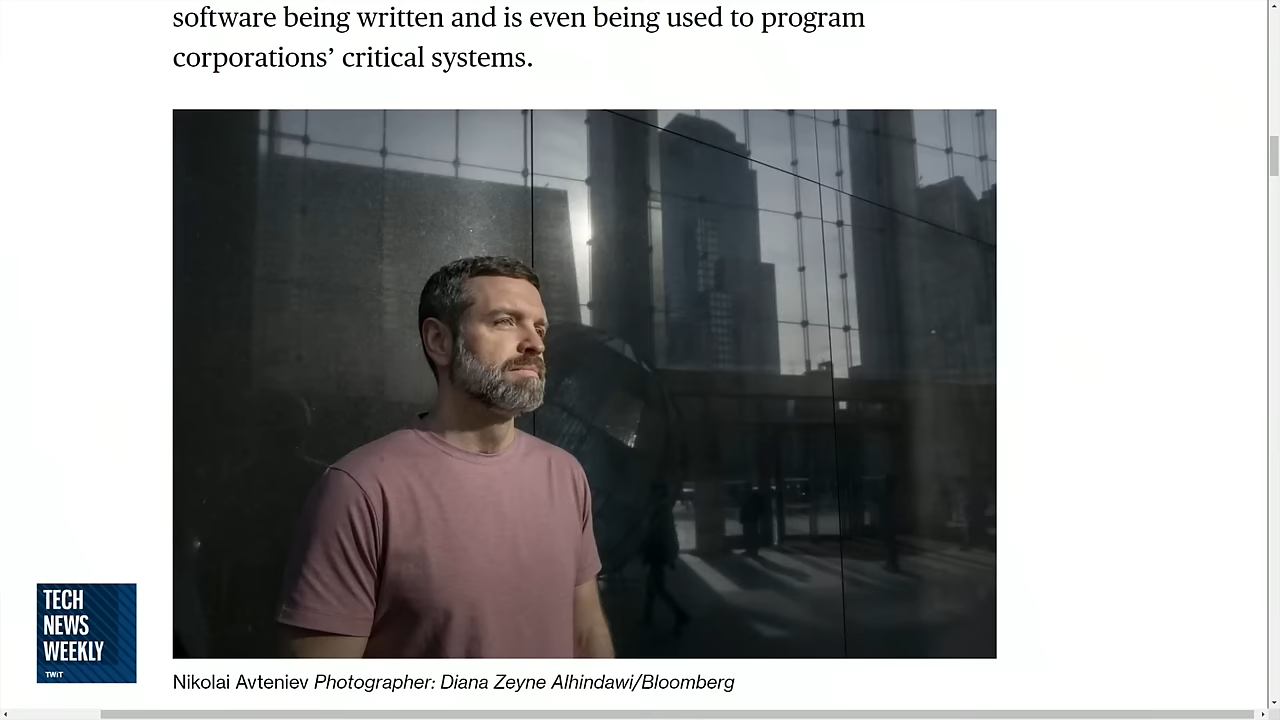 software being written and is even being used to program
corporations’ critical systems.
TECH
NEWS
WEEKLY
TWiT
Nikolai Avteniev Photographer: Diana Zeyne Alhindawi/Bloomberg